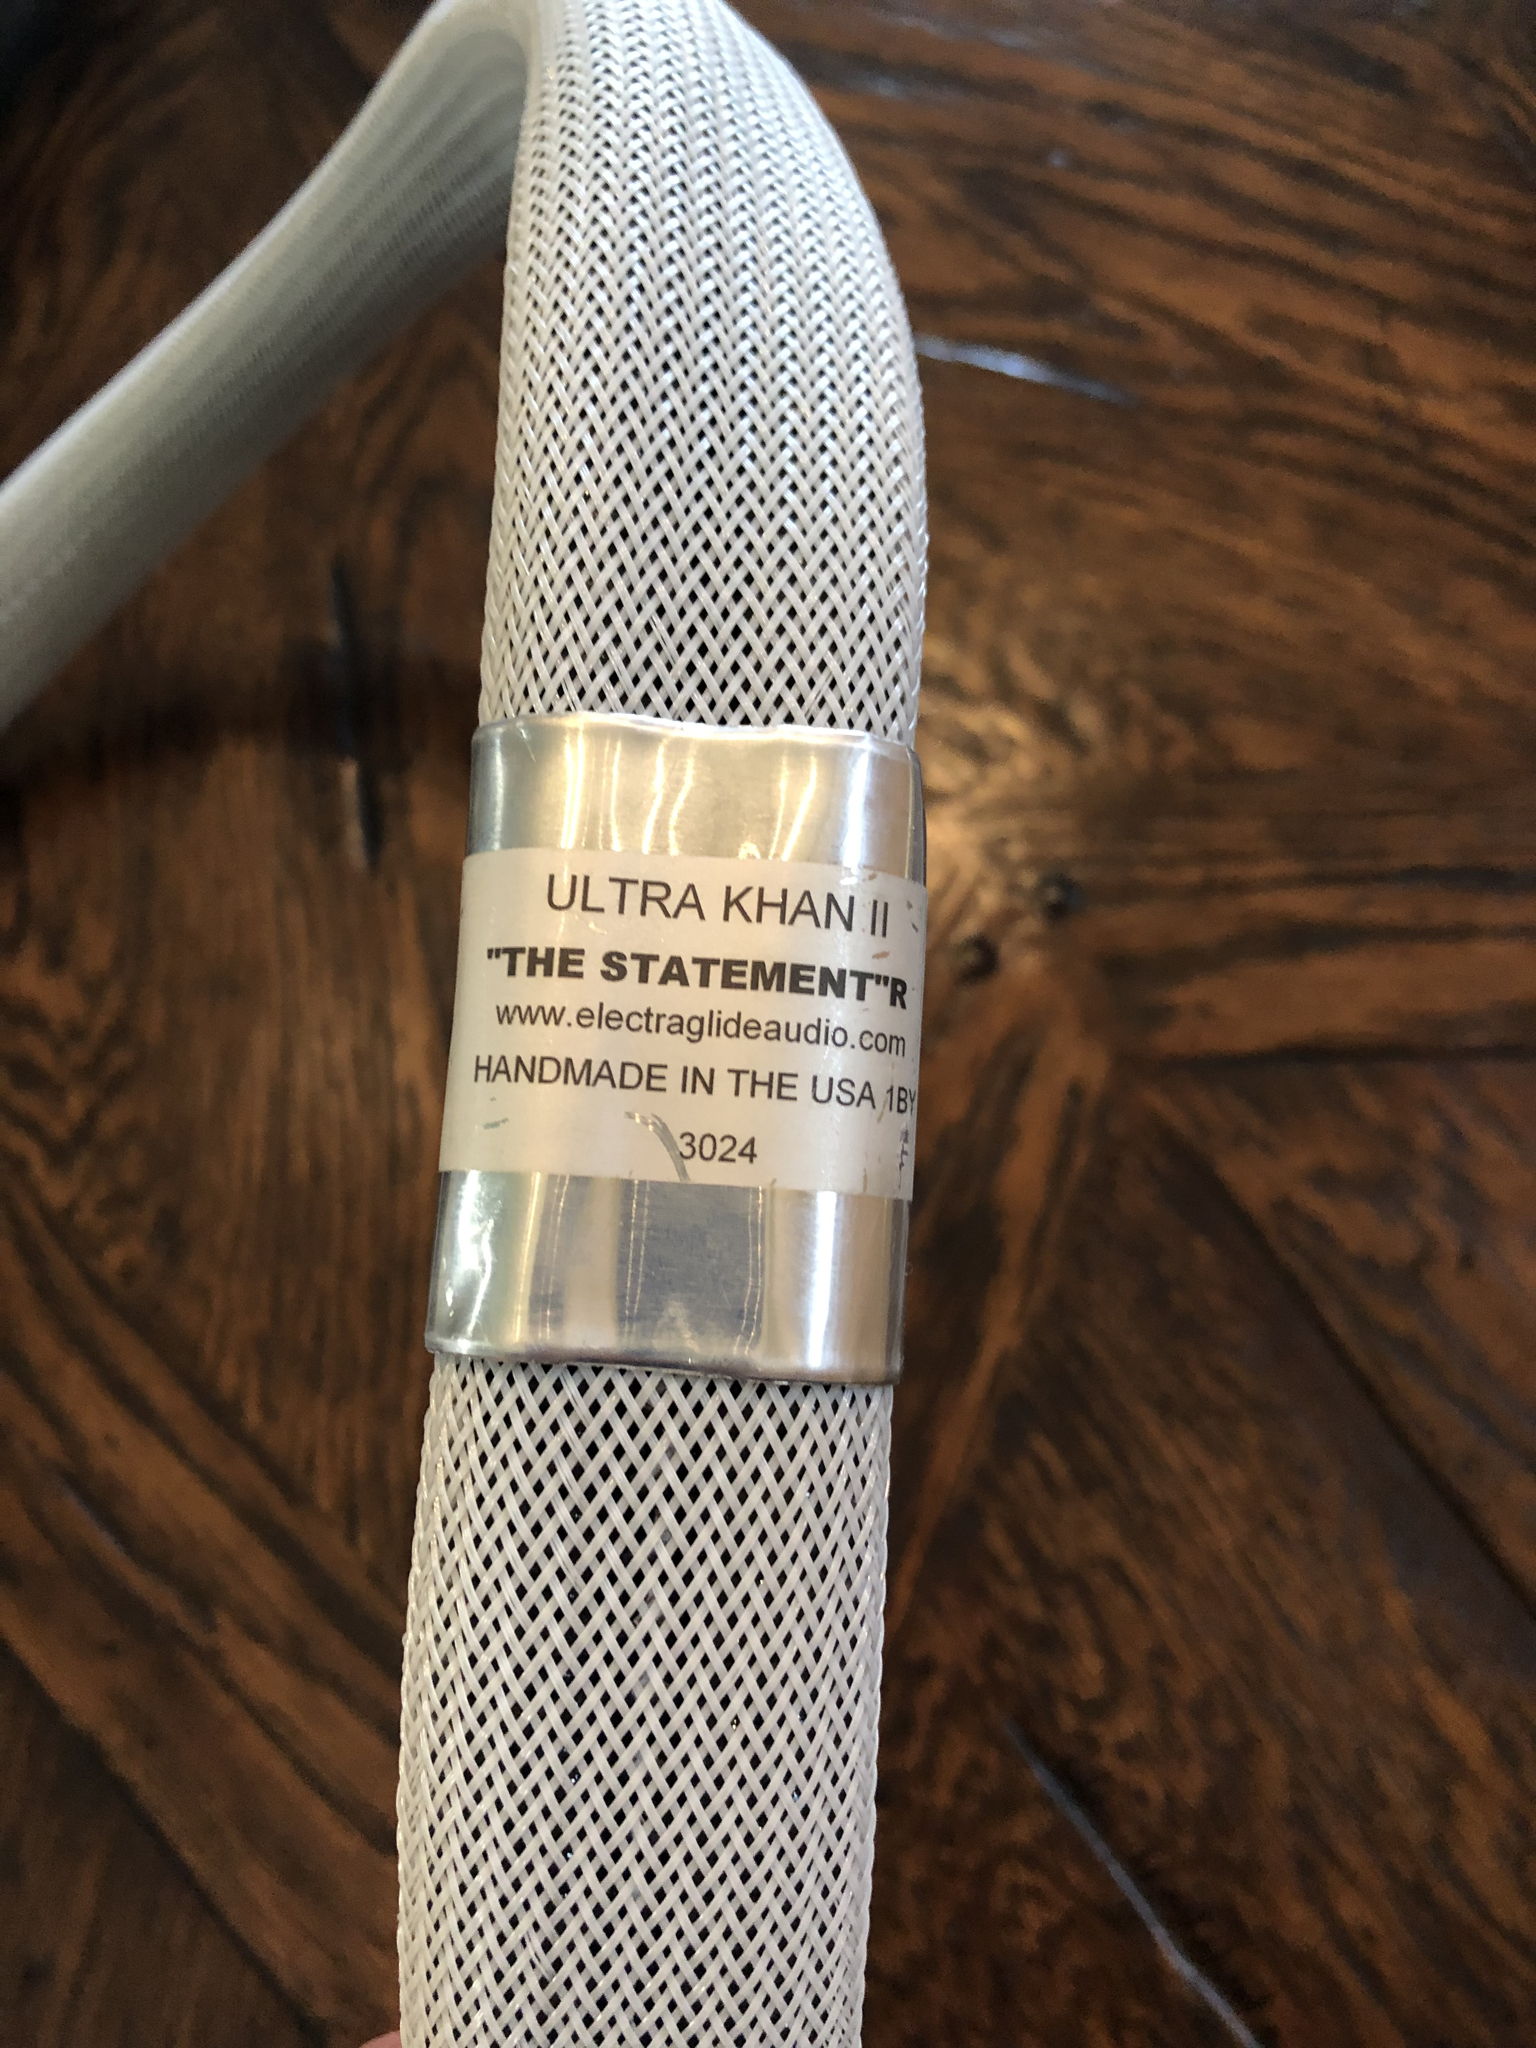 ULTRA KHAN II
"THE STATEMENT"R
www.electraglideaudio.com
HANDMADE IN THE USA 1BY
3024